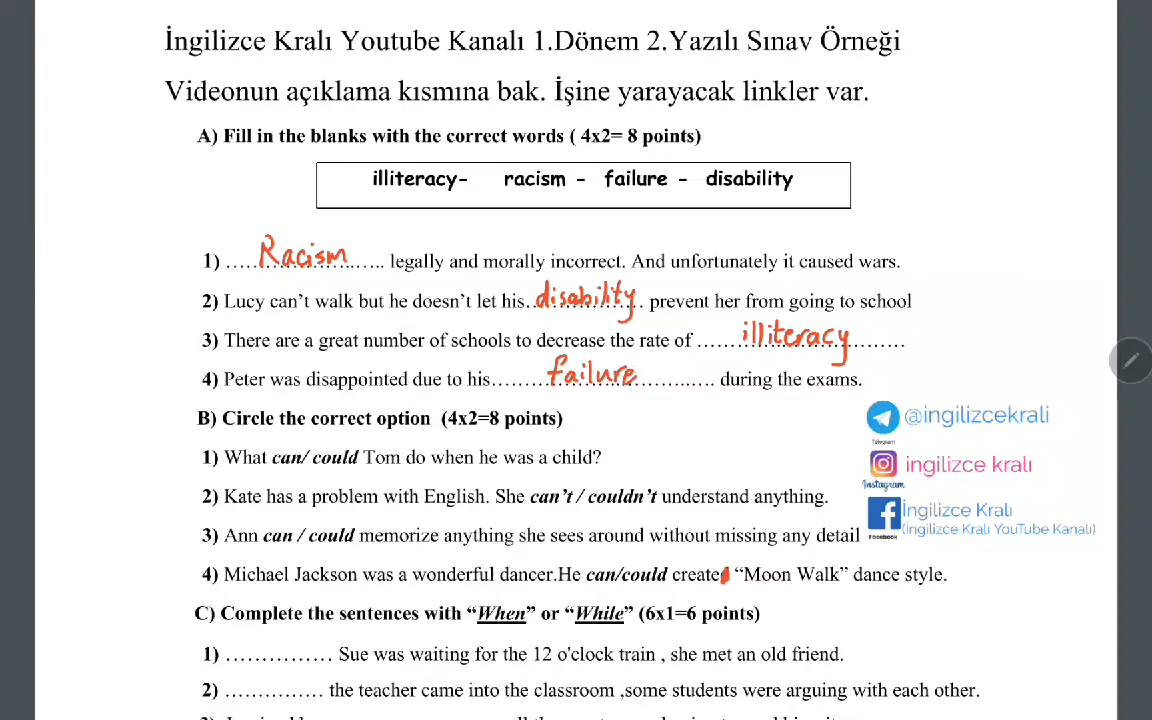 İngilizce Kralı Youtube Kanalı 1.Dönem 2.Yazılı Sınav Örneği
Videonun açıklama kısmına bak. İşine yarayacak linkler var.
A) Fill in the blanks with the correct words ( 4x2= 8 points)
illiteracy- racism - failure - disability
1) .....Racism........ legally and morally incorrect. And unfortunately it caused wars.
2) Lucy can't walk but he doesn't let his..disability.. prevent her from going to school
3) There are a great number of schools to decrease the rate of ......illiteracy........
4) Peter was disappointed due to his.......failure.......... during the exams.
B) Circle the correct option (4x2=8 points)
@ingilizcekrali
Telegram
1) What can/ could Tom do when he was a child?
ingilizce kralı
Instagram
2) Kate has a problem with English. She can't / couldn't understand anything.
İngilizce Kralı
(İngilizce Kralı YouTube Kanalı)
Facebook
3) Ann can / could memorize anything she sees around without missing any detail
4) Michael Jackson was a wonderful dancer.He can/could create "Moon Walk" dance style.
C) Complete the sentences with "When" or "While" (6x1=6 points)
1) ............... Sue was waiting for the 12 o'clock train , she met an old friend.
2) .............. the teacher came into the classroom ,some students were arguing with each other.